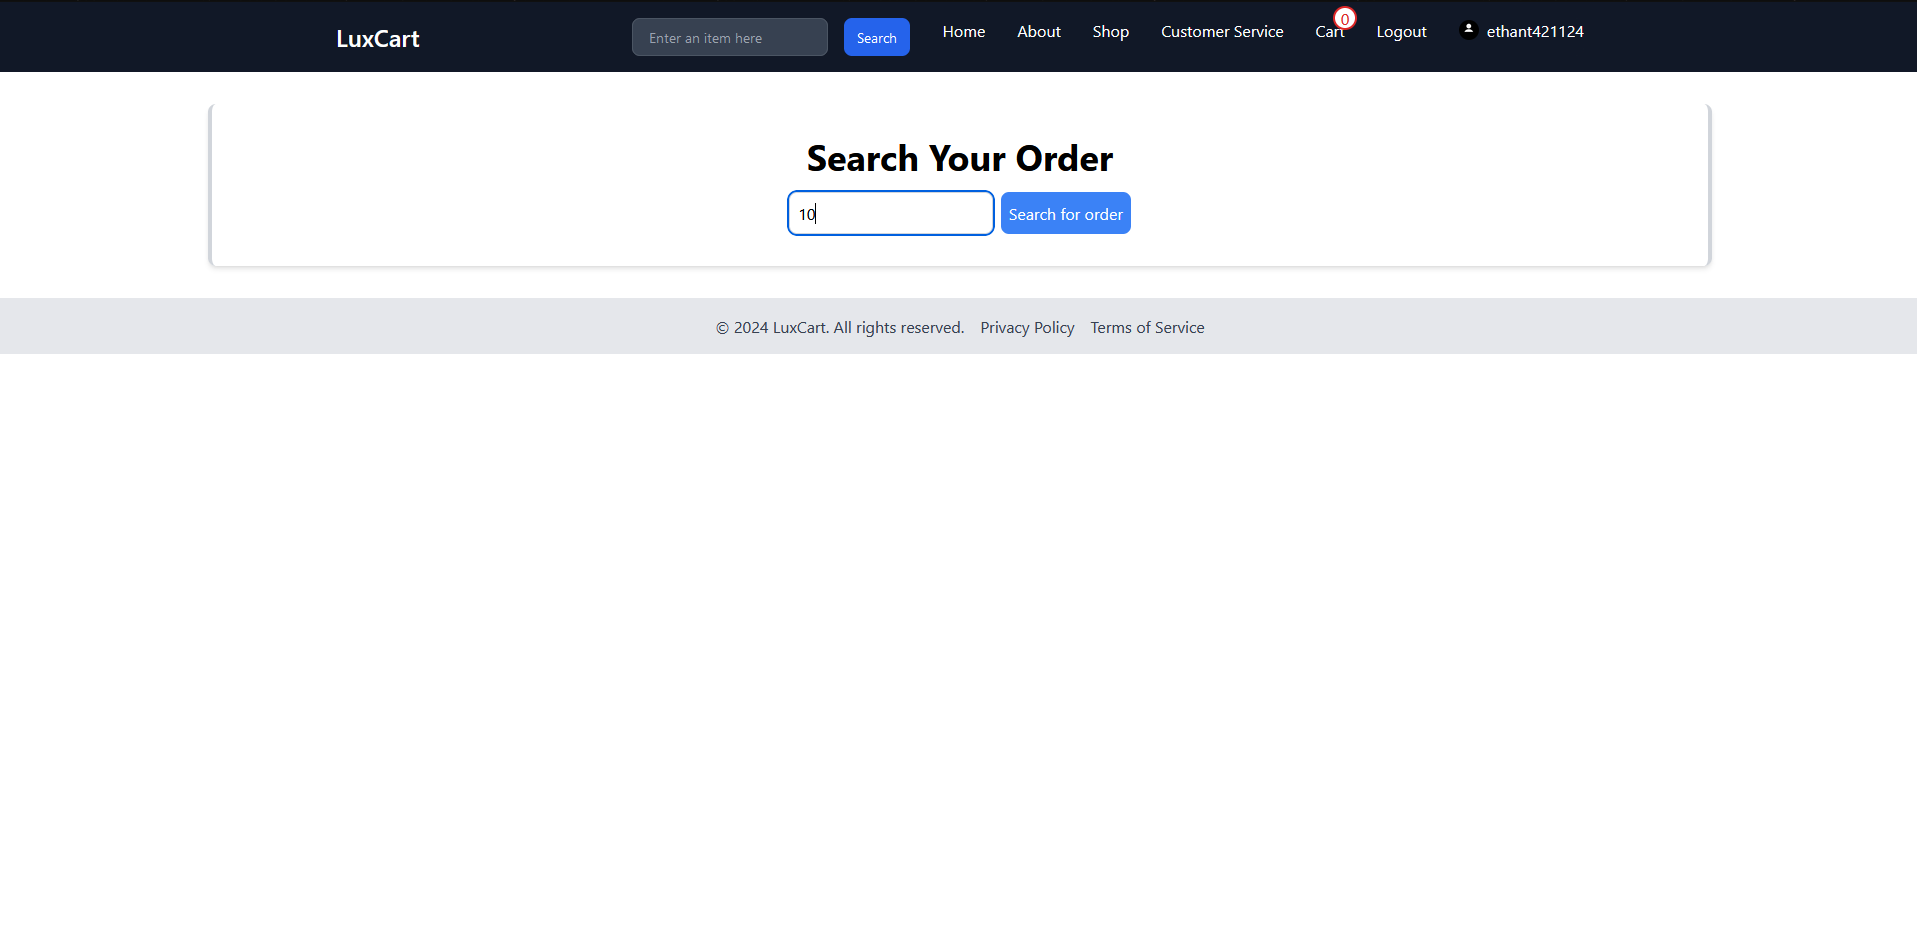 LuxCart
Enter an item here
Search
Home
About
Shop
Customer Service
Cart
0
Logout
ethant421124
Search Your Order
10
Search for order
© 2024 LuxCart. All rights reserved. Privacy Policy Terms of Service